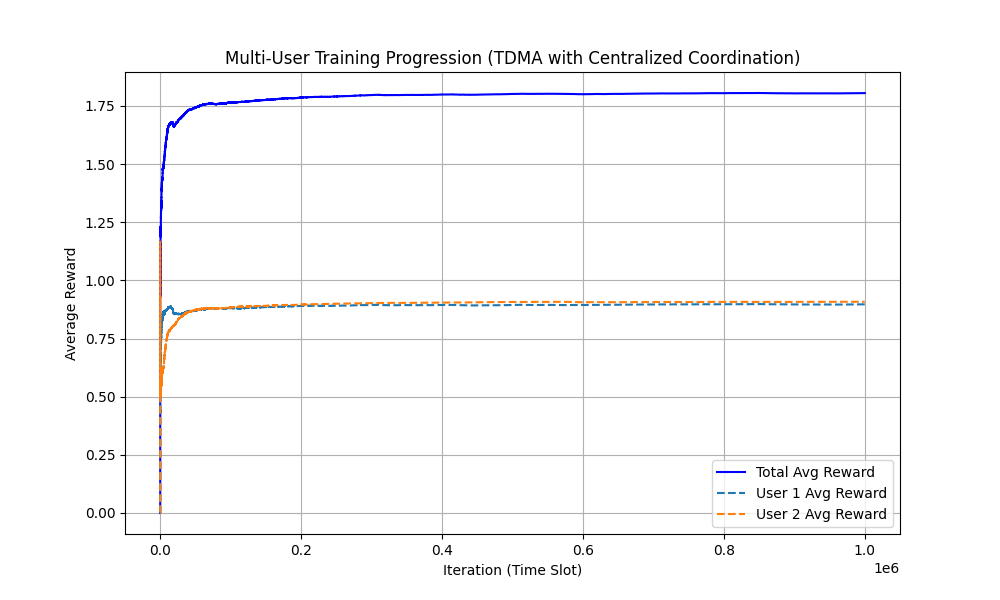 Multi-User Training Progression (TDMA with Centralized Coordination)
Average Reward
1.75
1.50
1.25
1.00
0.75
0.50
0.25
0.00
Total Avg Reward
User 1 Avg Reward
User 2 Avg Reward
0.0 0.2 0.4 0.6 0.8 1.0
1e6
Iteration (Time Slot)